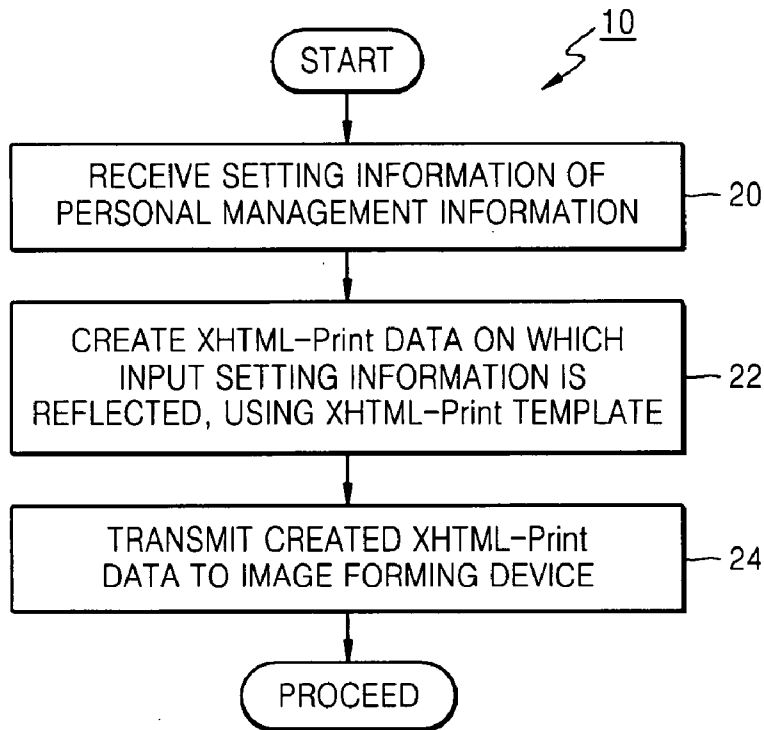 10
START
RECEIVE SETTING INFORMATION OF
PERSONAL MANAGEMENT INFORMATION
20
CREATE XHTML-Print DATA ON WHICH
INPUT SETTING INFORMATION IS
REFLECTED, USING XHTML-Print TEMPLATE
22
TRANSMIT CREATED XHTML-Print
DATA TO IMAGE FORMING DEVICE
24
PROCEED